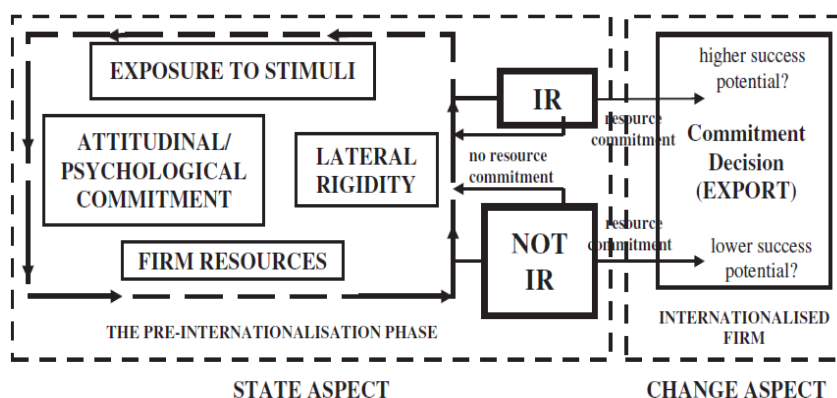 EXPOSURE TO STIMULI
ATTITUDINAL/
PSYCHOLOGICAL
COMMITMENT
LATERAL
RIGIDITY
FIRM RESOURCES
THE PRE-INTERNATIONALISATION PHASE
IR
resource
commitment
no resource
commitment
NOT
IR
resource
commitment
higher success
potential?
Commitment
Decision
(EXPORT)
lower success
potential?
INTERNATIONALISED
FIRM
STATE ASPECT
CHANGE ASPECT